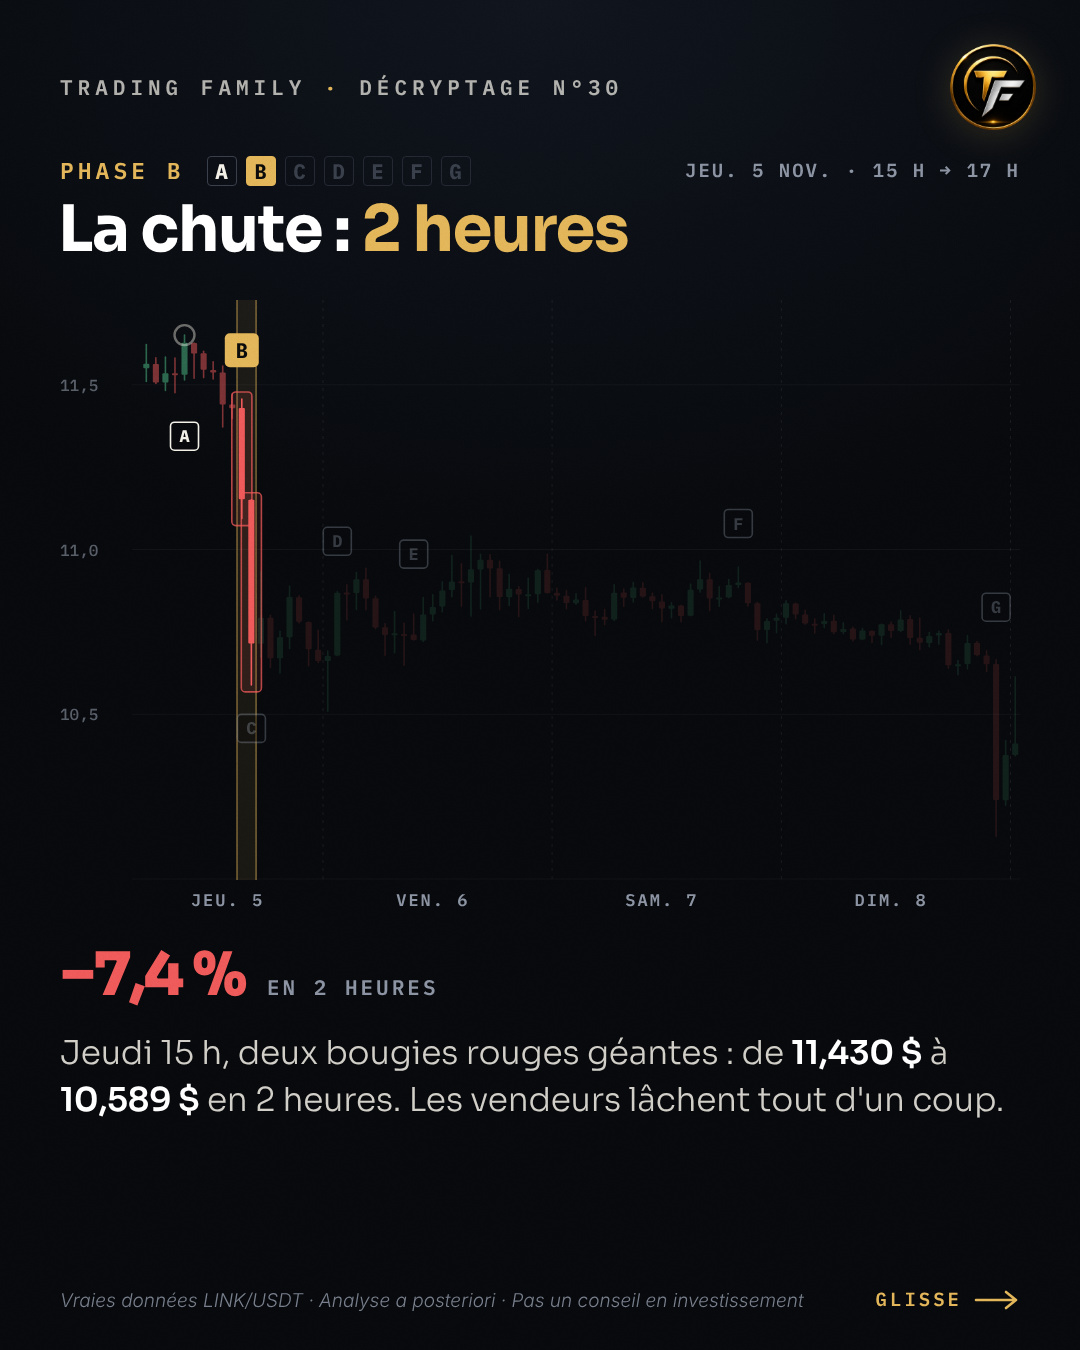 TRADING FAMILY · DÉCRYPTAGE N°30
TF
PHASE B A B C D E F G
JEU. 5 NOV. · 15 H → 17 H
La chute : 2 heures
B
11,5
A
11,0
D
E
F
G
10,5
C
JEU. 5 VEN. 6 SAM. 7 DIM. 8
−7,4 % EN 2 HEURES
Jeudi 15 h, deux bougies rouges géantes : de 11,430 $ à
10,589 $ en 2 heures. Les vendeurs lâchent tout d'un coup.
Vraies données LINK/USDT · Analyse a posteriori · Pas un conseil en investissement
GLISSE →